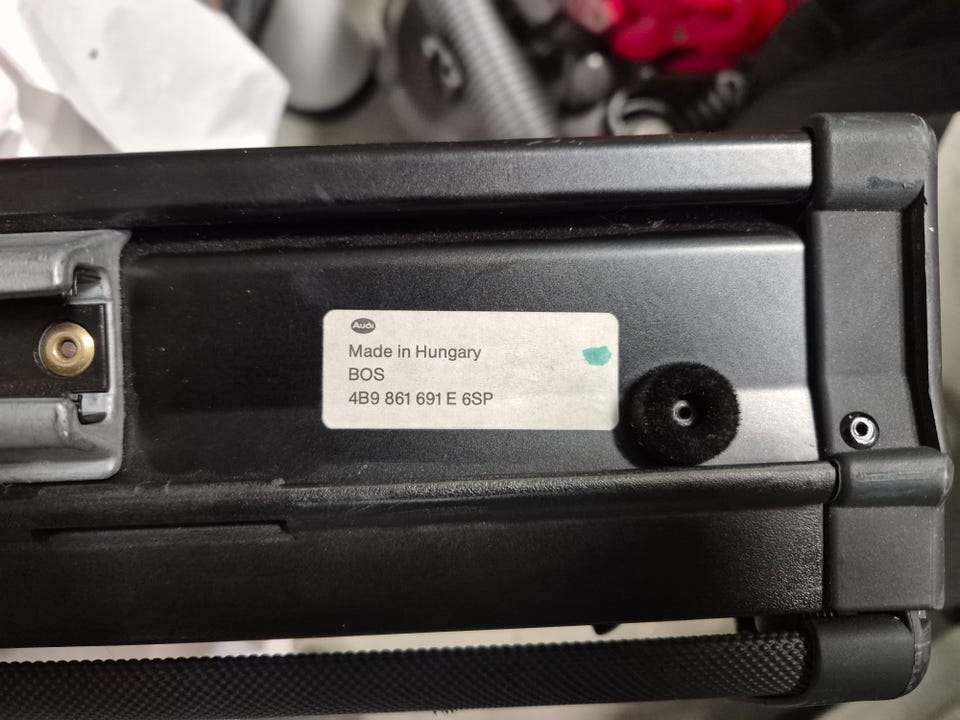 Audi
Made in Hungary
BOS
4B9 861 691 E 6SP